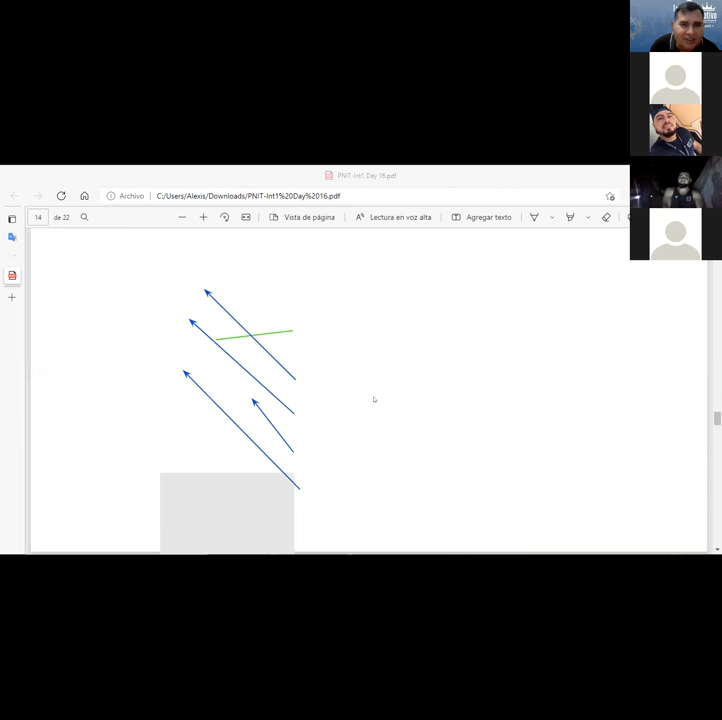 PNIT-Int1 Day 16.pdf
Archivo C:/Users/Alexis/Downloads/PNIT-Int1%20Day%2016.pdf
14 de 22 Vista de página Lectura en voz alta Agregar texto